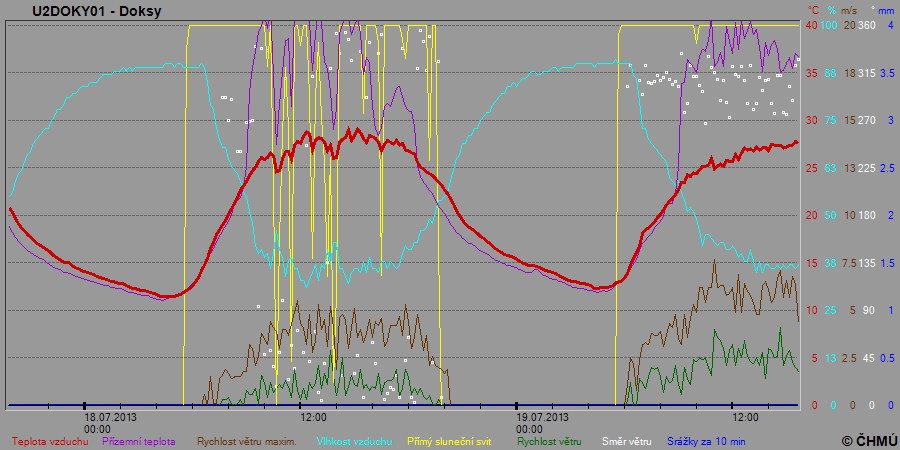 U2DOKY01 - Doksy
°C % m/s ° mm
40 100 20 360 4
35 88 18 315 3.5
30 75 15 270 3
25 63 13 225 2.5
20 50 10 180 2
15 38 7.5 135 1.5
10 25 5 90 1
5 13 2.5 45 0.5
0 0 0 0 0
18.07.2013 12:00 19.07.2013 12:00
00:00 00:00
Teplota vzduchu Přízemní teplota Rychlost větru maxim. Vlhkost vzduchu Přímý sluneční svit Rychlost větru Směr větru Srážky za 10 min © ČHMÚ